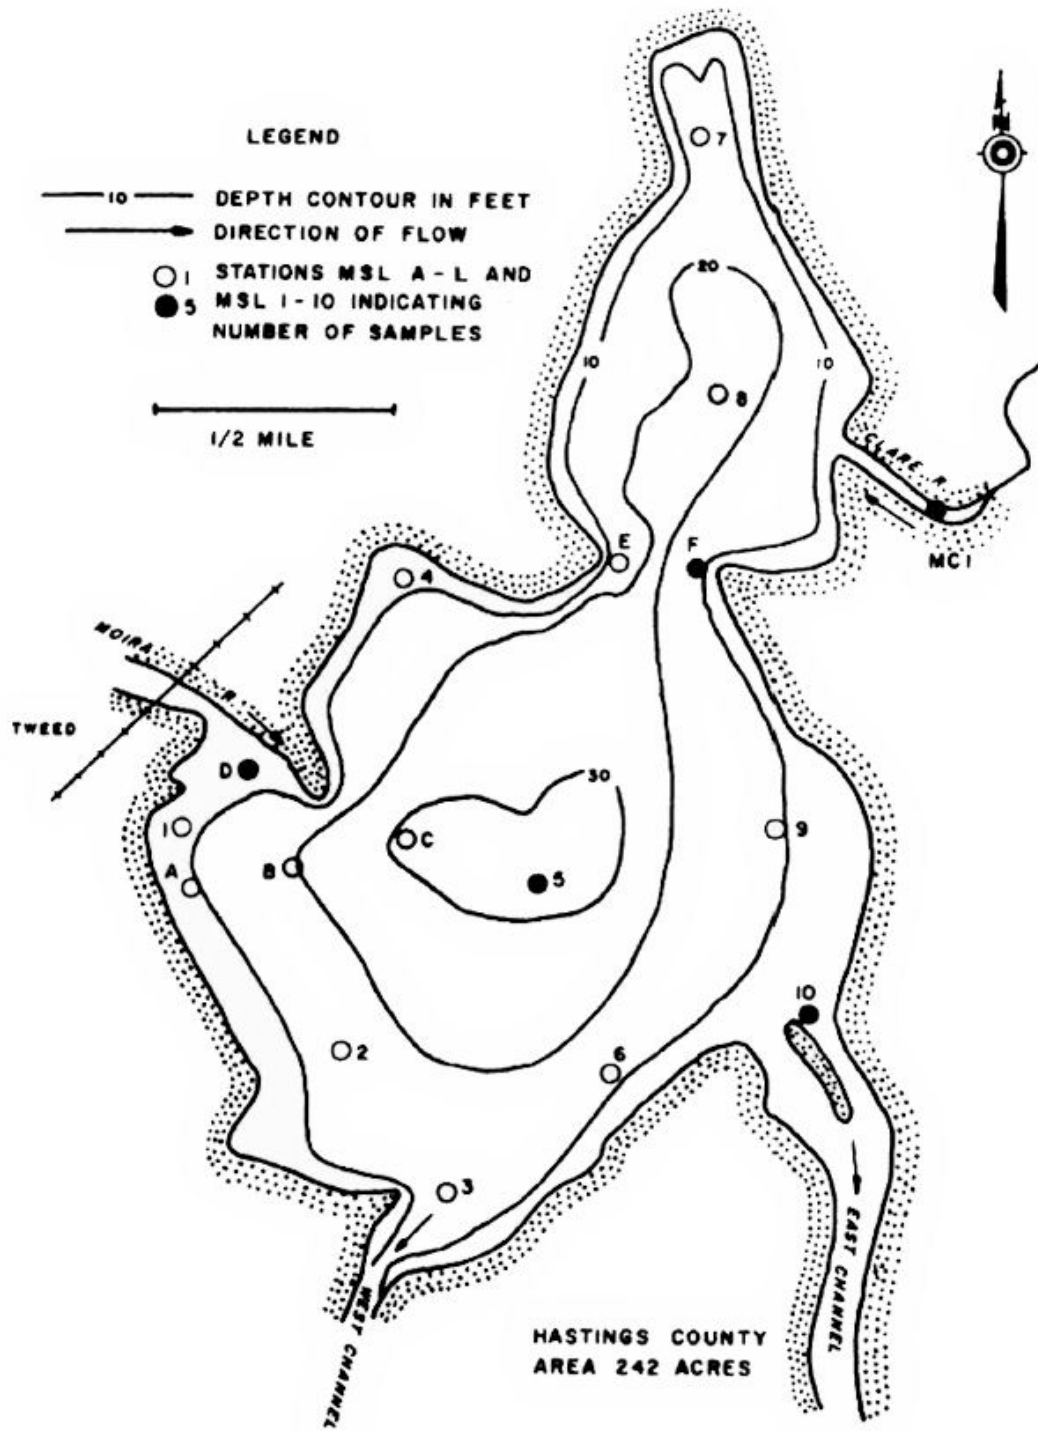 LEGEND
10 DEPTH CONTOUR IN FEET
DIRECTION OF FLOW
1 STATIONS MSL A-L AND
5 MSL 1-10 INDICATING
NUMBER OF SAMPLES
1/2 MILE
N
7
20
10
10
8
CLARE R
MC1
E
F
4
MOIRA R
TWEED
D
30
1
C
9
A
B
5
10
2
6
3
EAST CHANNEL
WEST CHANNEL
HASTINGS COUNTY
AREA 242 ACRES